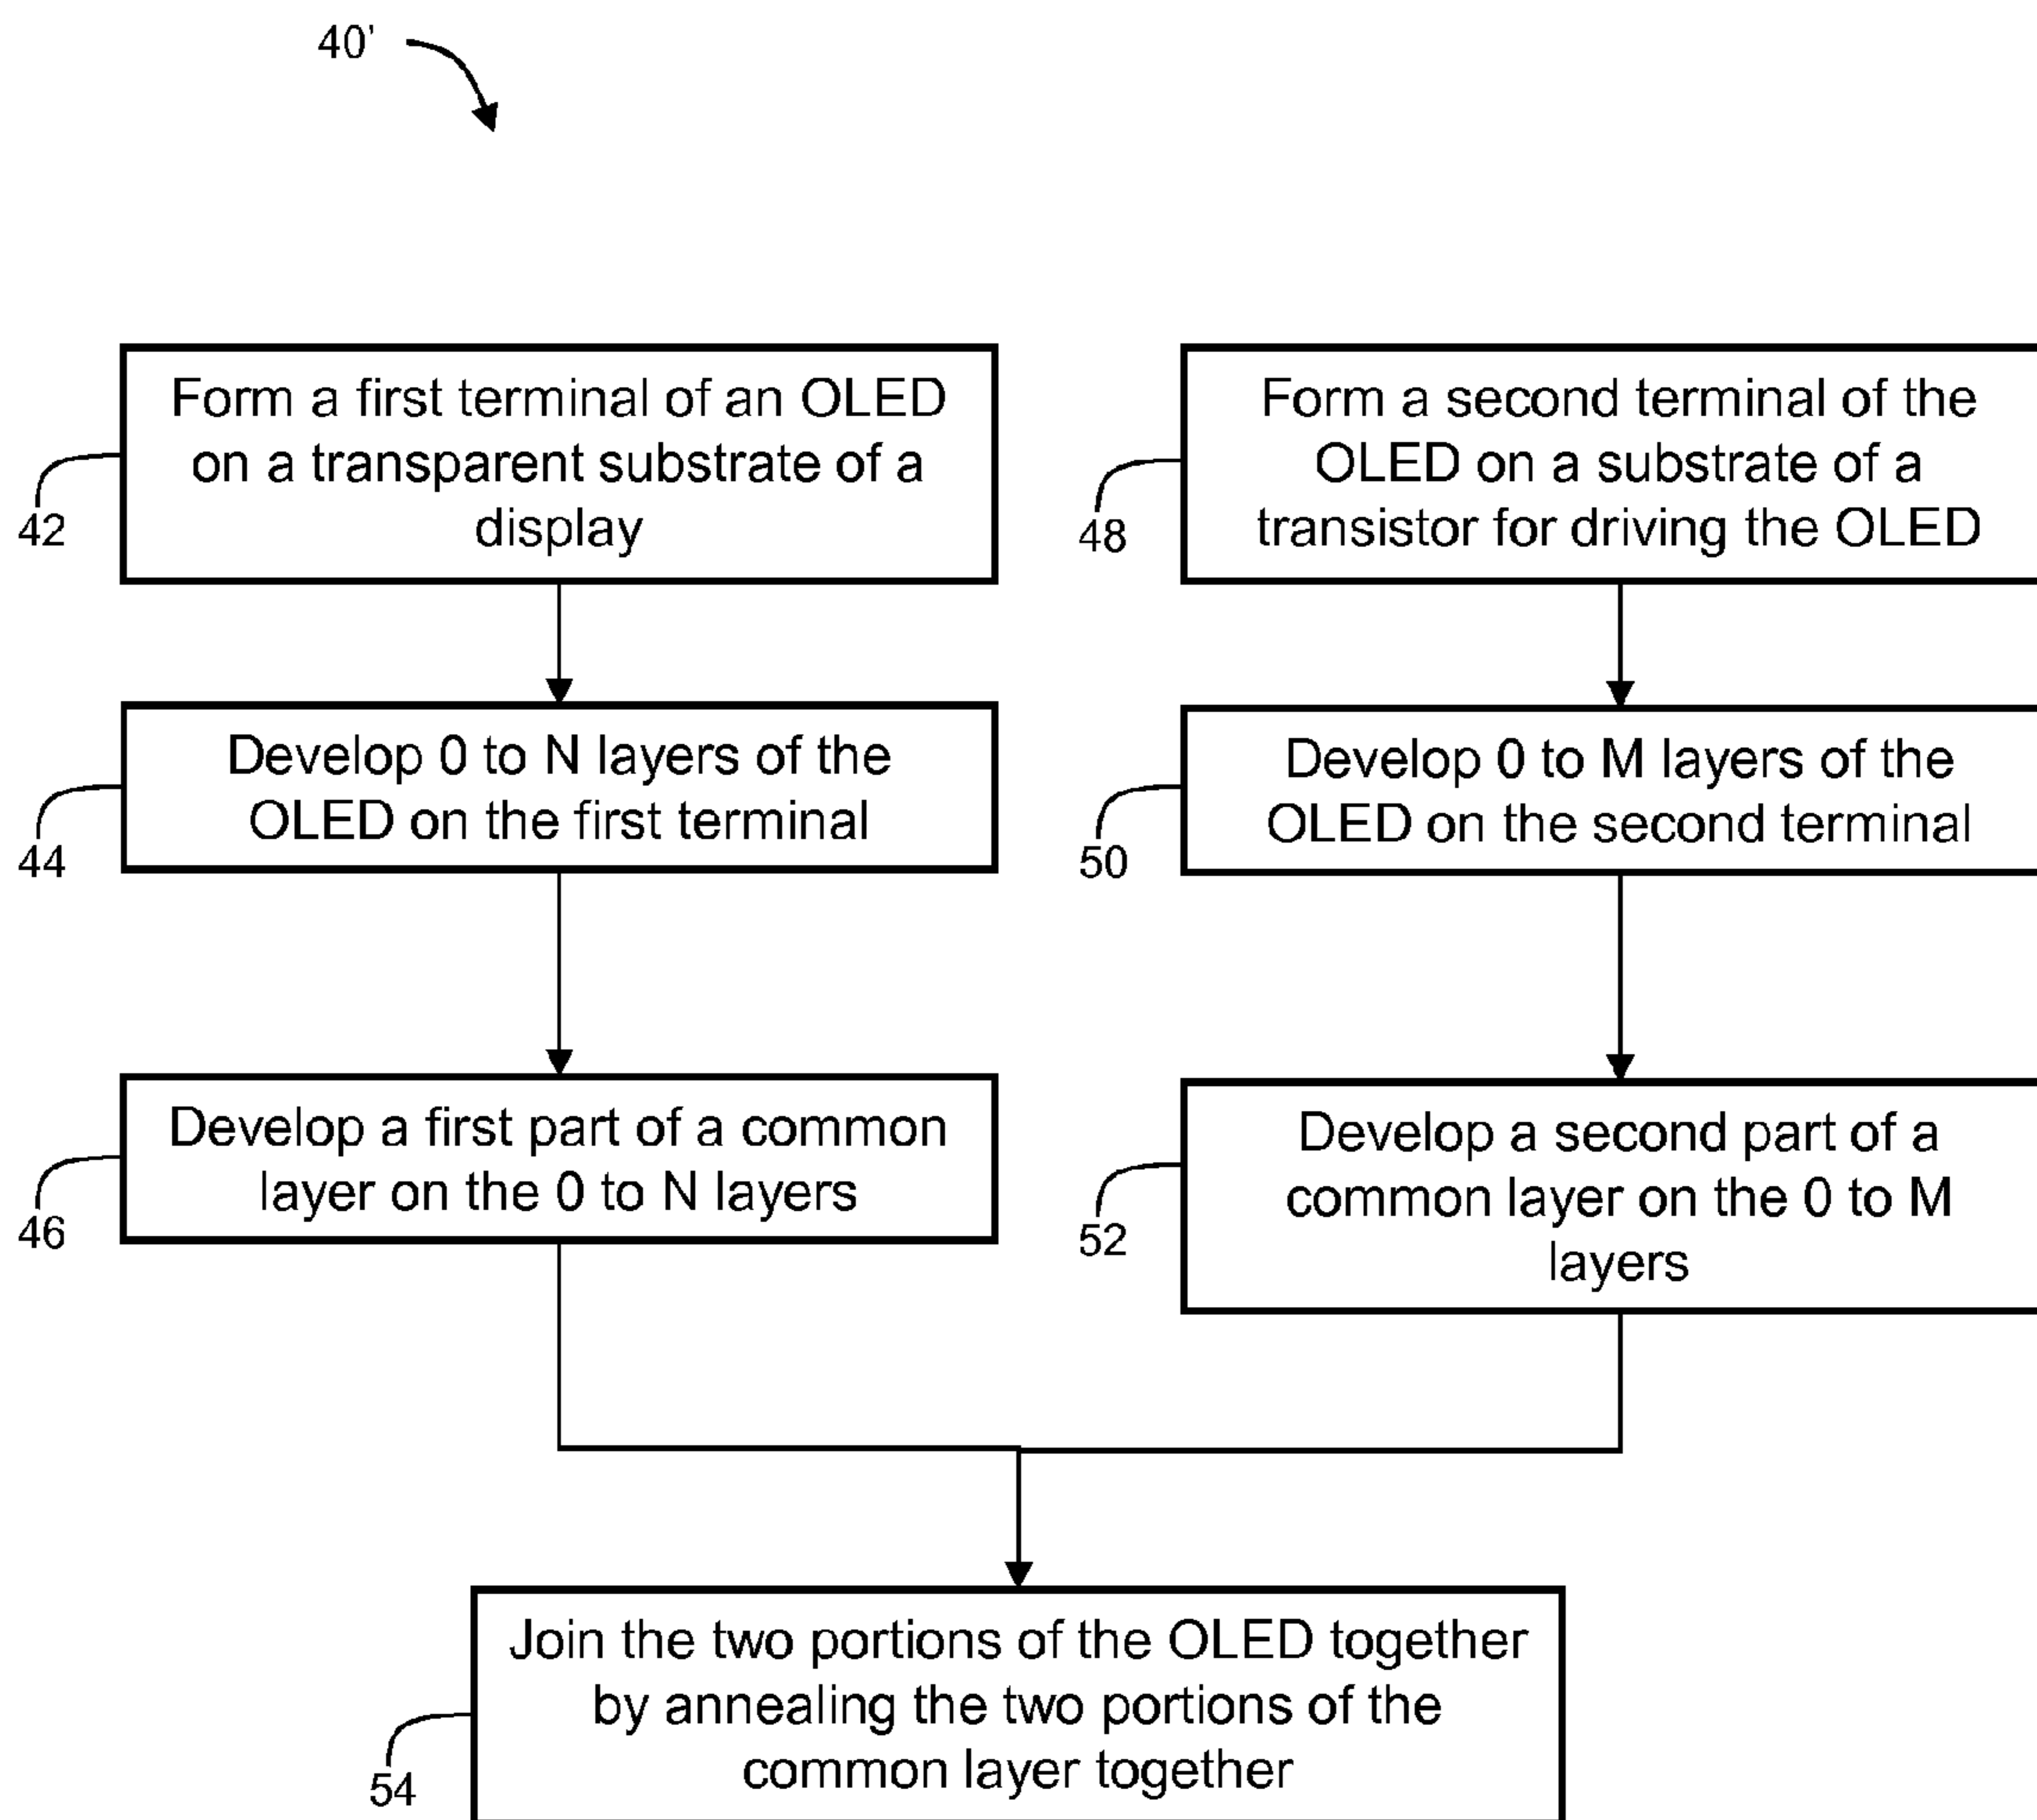 40'
Form a first terminal of an OLED
on a transparent substrate of a
display
42
Develop 0 to N layers of the
OLED on the first terminal
44
Develop a first part of a common
layer on the 0 to N layers
46
Form a second terminal of the
OLED on a substrate of a
transistor for driving the OLED
48
Develop 0 to M layers of the
OLED on the second terminal
50
Develop a second part of a
common layer on the 0 to M
layers
52
Join the two portions of the OLED together
by annealing the two portions of the
common layer together
54